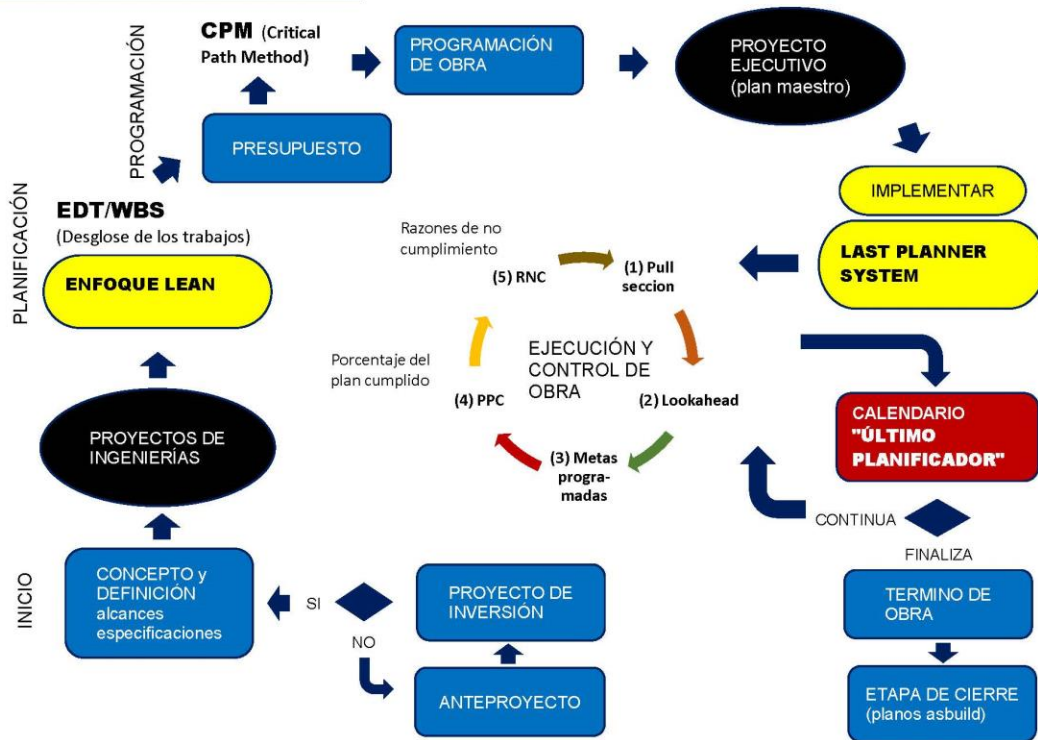 PROGRAMACIÓN
CPM (Critical
Path Method)
PROGRAMACIÓN
DE OBRA
PROYECTO
EJECUTIVO
(plan maestro)
PRESUPUESTO
PLANIFICACIÓN
EDT/WBS
(Desglose de los trabajos)
ENFOQUE LEAN
IMPLEMENTAR
LAST PLANNER
SYSTEM
Razones de no
cumplimiento
(5) RNC
(1) Pull
seccion
EJECUCIÓN Y
CONTROL DE
OBRA
Porcentaje del
plan cumplido
(4) PPC
(2) Lookahead
(3) Metas
progra-
madas
PROYECTOS DE
INGENIERÍAS
CALENDARIO
"ÚLTIMO
PLANIFICADOR"
CONTINUA
FINALIZA
INICIO
CONCEPTO y
DEFINICIÓN
alcances
especificaciones
SI
NO
PROYECTO DE
INVERSIÓN
ANTEPROYECTO
TERMINO DE
OBRA
ETAPA DE CIERRE
(planos asbuild)